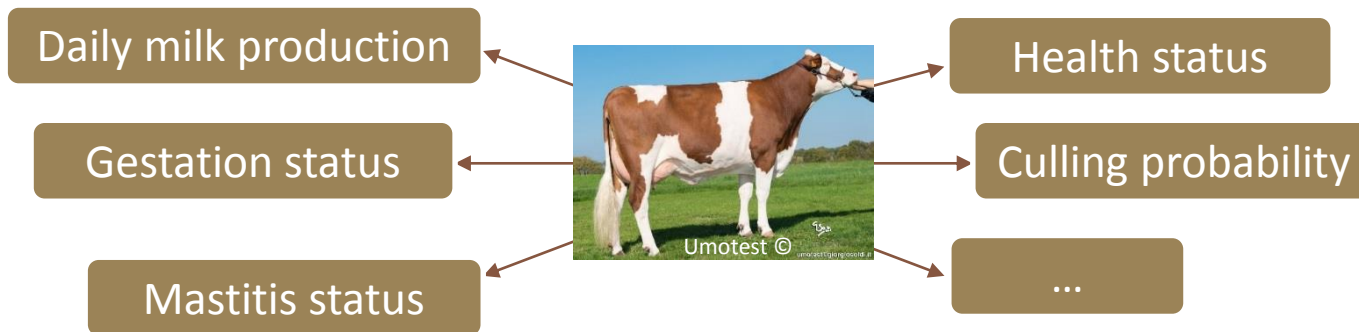 Daily milk production
Gestation status
Mastitis status
Umotest ©
Health status
Culling probability
...